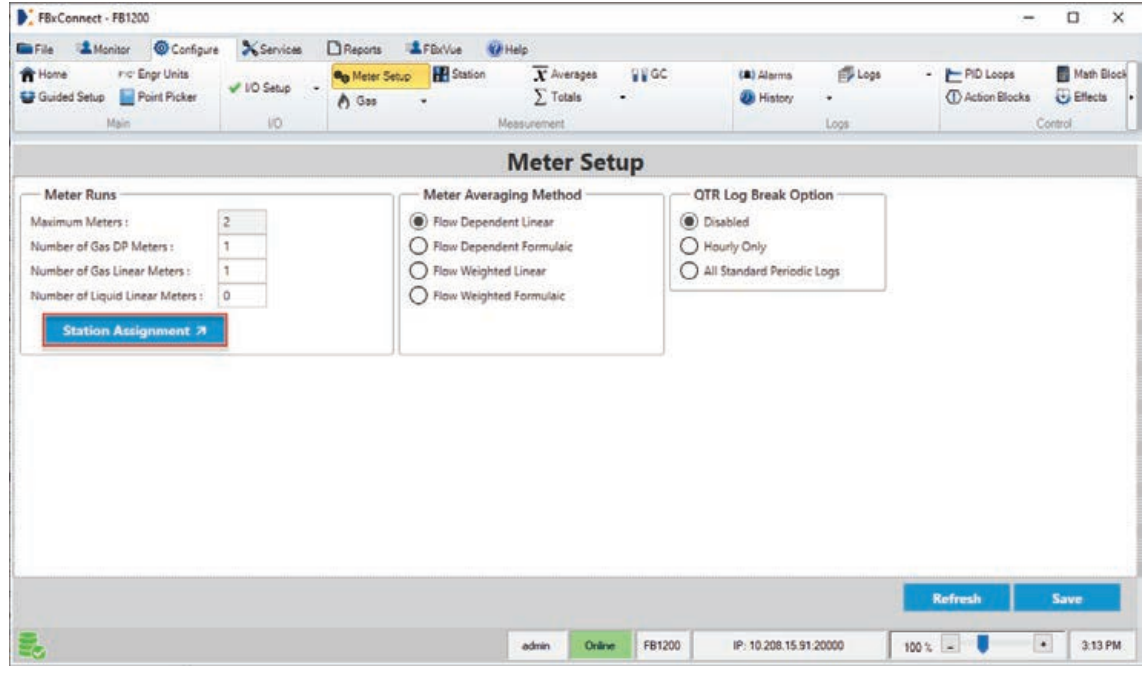 FBxConnect - FB1200
File Monitor Configure Services Reports FBxVue Help
Home Engr Units I/O Setup Meter Setup Station Averages GC Alarms Logs PID Loops Math Block
Guided Setup Point Picker Gas Totals History Action Blocks Effects
Main I/O Measurement Logs Control
Meter Setup
Meter Runs
Maximum Meters : 2
Number of Gas DP Meters : 1
Number of Gas Linear Meters : 1
Number of Liquid Linear Meters : 0
Station Assignment
Meter Averaging Method
Flow Dependent Linear
Flow Dependent Formulaic
Flow Weighted Linear
Flow Weighted Formulaic
QTR Log Break Option
Disabled
Hourly Only
All Standard Periodic Logs
Refresh Save
admin Online FB1200 IP: 10.208.15.91:20000 100 % - + 3:13 PM